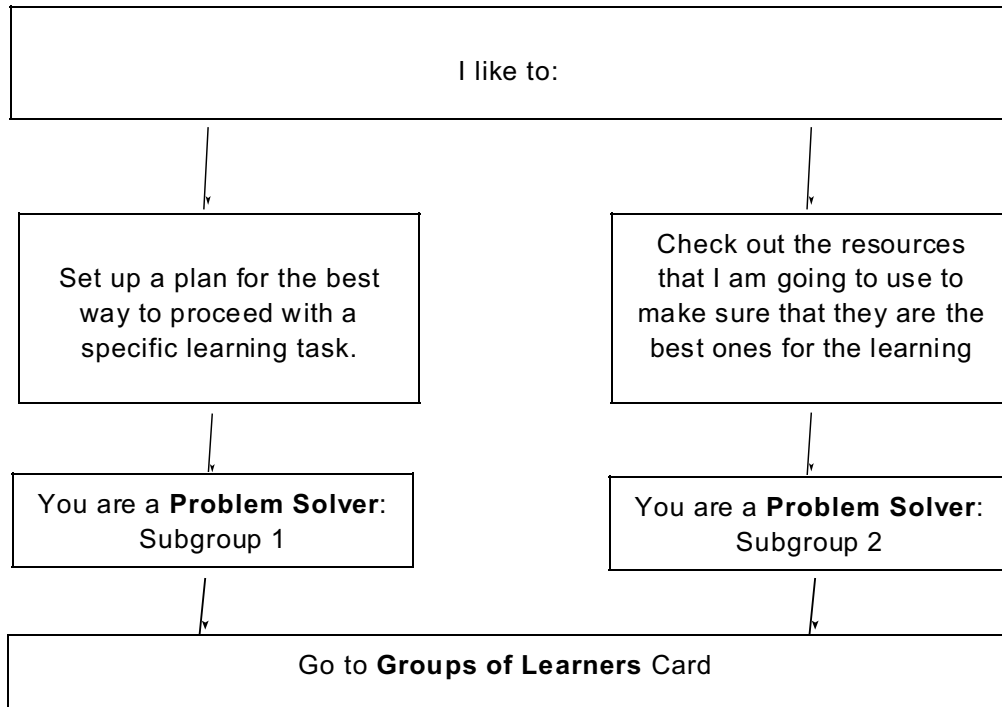 I like to:
Set up a plan for the best
way to proceed with a
specific learning task.
Check out the resources
that I am going to use to
make sure that they are the
best ones for the learning
You are a Problem Solver:
Subgroup 1
You are a Problem Solver:
Subgroup 2
Go to Groups of Learners Card